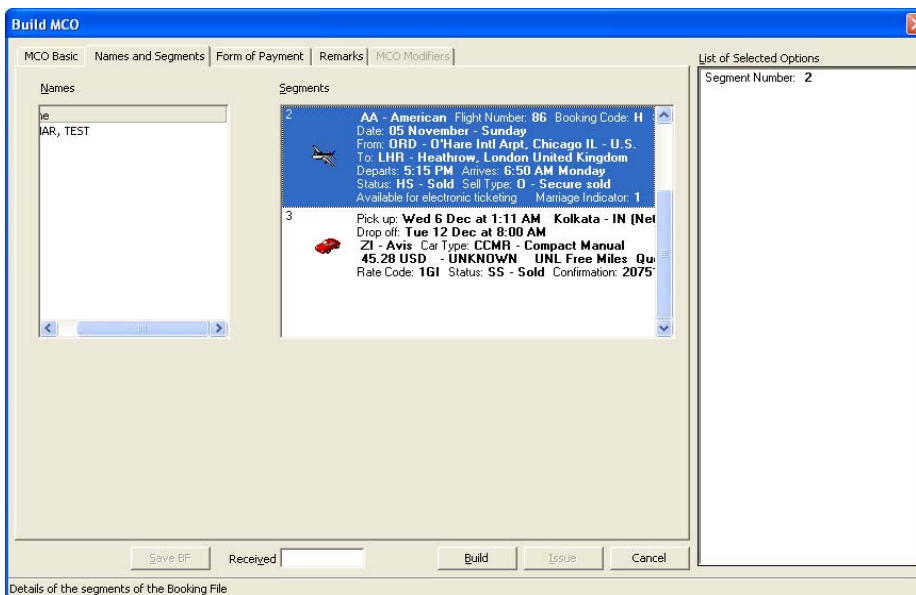 Build MCO
MCO Basic Names and Segments Form of Payment Remarks MCO Modifiers
List of Selected Options
Segment Number: 2
Names
Segments
IAR, TEST
2
AA - American Flight Number: 86 Booking Code: H
Date: 05 November - Sunday
From: ORD - O'Hare Intl Arpt, Chicago IL - U.S.
To: LHR - Heathrow, London United Kingdom
Departs: 5:15 PM Arrives: 6:50 AM Monday
Status: HS - Sold Sell Type: O - Secure sold
Available for electronic ticketing Marriage Indicator: 1
3
Pick up: Wed 6 Dec at 1:11 AM Kolkata - IN (Net
Drop off: Tue 12 Dec at 8:00 AM
ZI - Avis Car Type: CCMR - Compact Manual
45.28 USD - UNKNOWN UNL Free Miles Qu
Rate Code: 1GI Status: SS - Sold Confirmation: 2075
Save BF Received Build Issue Cancel
Details of the segments of the Booking File